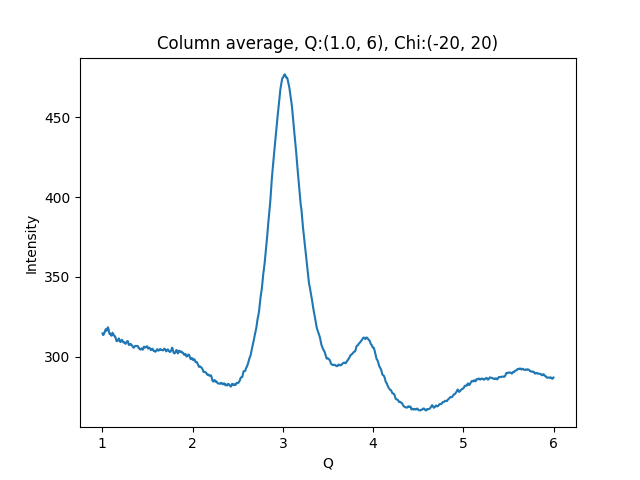 Column average, Q:(1.0, 6), Chi:(-20, 20)
450
400
350
300
Intensity
1 2 3 4 5 6
Q